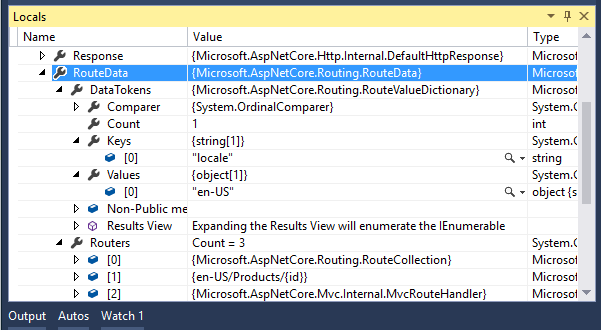 Locals
Name Value Type
Response {Microsoft.AspNetCore.Http.Internal.DefaultHttpResponse} Microsof
RouteData {Microsoft.AspNetCore.Routing.RouteData} Microsof
DataTokens {Microsoft.AspNetCore.Routing.RouteValueDictionary} Microsof
Comparer {System.OrdinalComparer} System.C
Count 1 int
Keys {string[1]} System.C
[0] "locale" string
Values {object[1]} System.C
[0] "en-US" object {s
Non-Public me
Results View Expanding the Results View will enumerate the IEnumerable
Routers Count = 3 System.C
[0] {Microsoft.AspNetCore.Routing.RouteCollection} Microsof
[1] {en-US/Products/{id}} Microsof
[2] {Microsoft.AspNetCore.Mvc.Internal.MvcRouteHandler} Microsof
Output Autos Watch 1